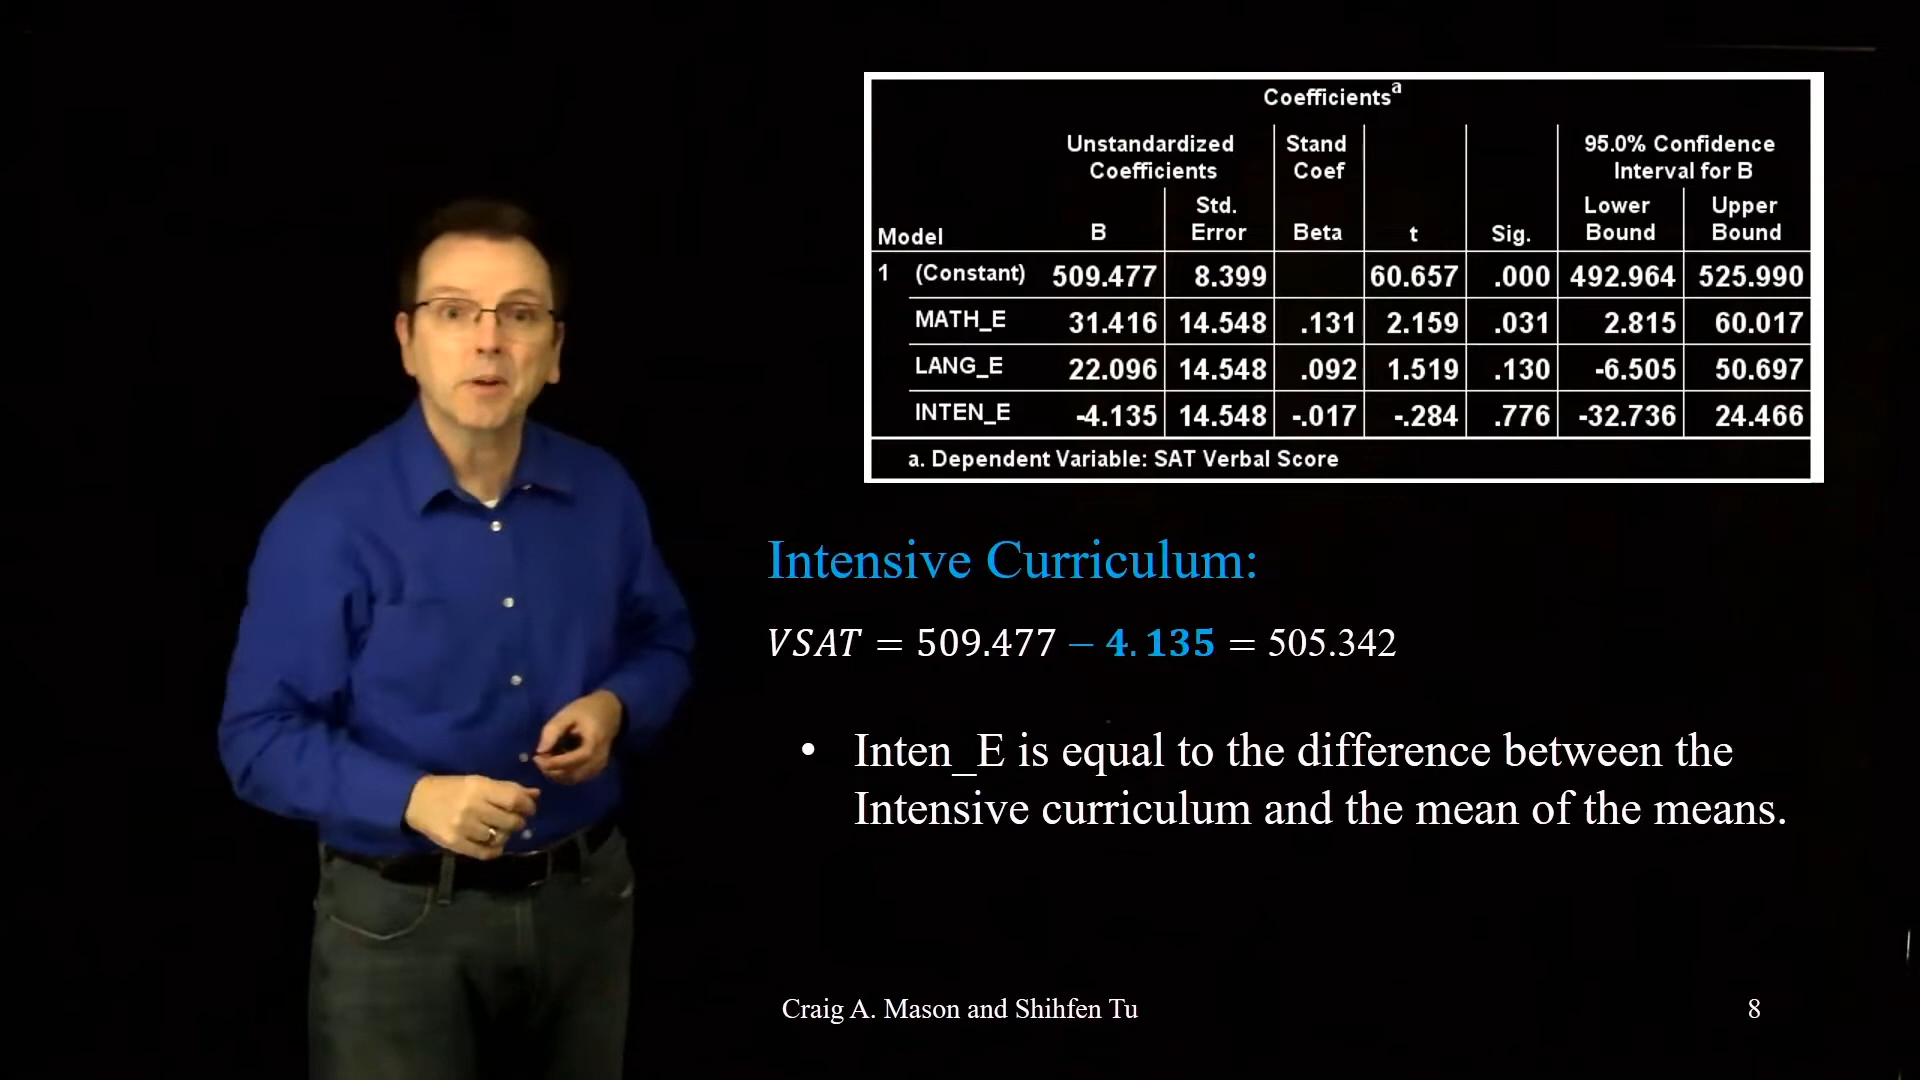 Coefficientsa
Unstandardized Coefficients Stand Coef 95.0% Confidence Interval for B
Model B Std. Error Beta t Sig. Lower Bound Upper Bound
1 (Constant) 509.477 8.399 60.657 .000 492.964 525.990
MATH_E 31.416 14.548 .131 2.159 .031 2.815 60.017
LANG_E 22.096 14.548 .092 1.519 .130 -6.505 50.697
INTEN_E -4.135 14.548 -.017 -.284 .776 -32.736 24.466
a. Dependent Variable: SAT Verbal Score
Intensive Curriculum:
VSAT = 509.477 − 4.135 = 505.342
• Inten_E is equal to the difference between the
Intensive curriculum and the mean of the means.
Craig A. Mason and Shihfen Tu 8